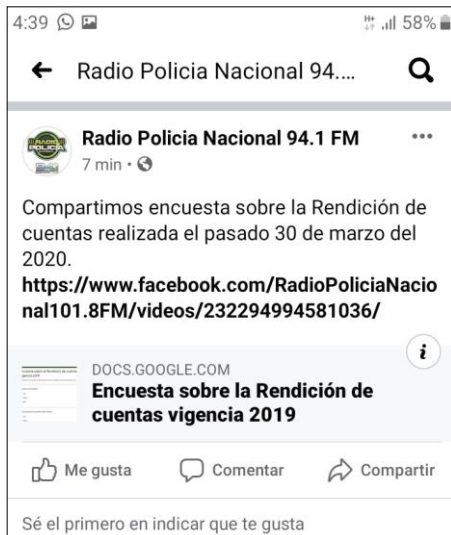 4:39 58%
Radio Policia Nacional 94....
RADIO
POLICIA
Radio Policia Nacional 94.1 FM
7 min
Compartimos encuesta sobre la Rendición de
cuentas realizada el pasado 30 de marzo del
2020.
https://www.facebook.com/RadioPoliciaNacio
nal101.8FM/videos/232294994581036/
DOCS.GOOGLE.COM
Encuesta sobre la Rendición de
cuentas vigencia 2019
Me gusta Comentar Compartir
Sé el primero en indicar que te gusta